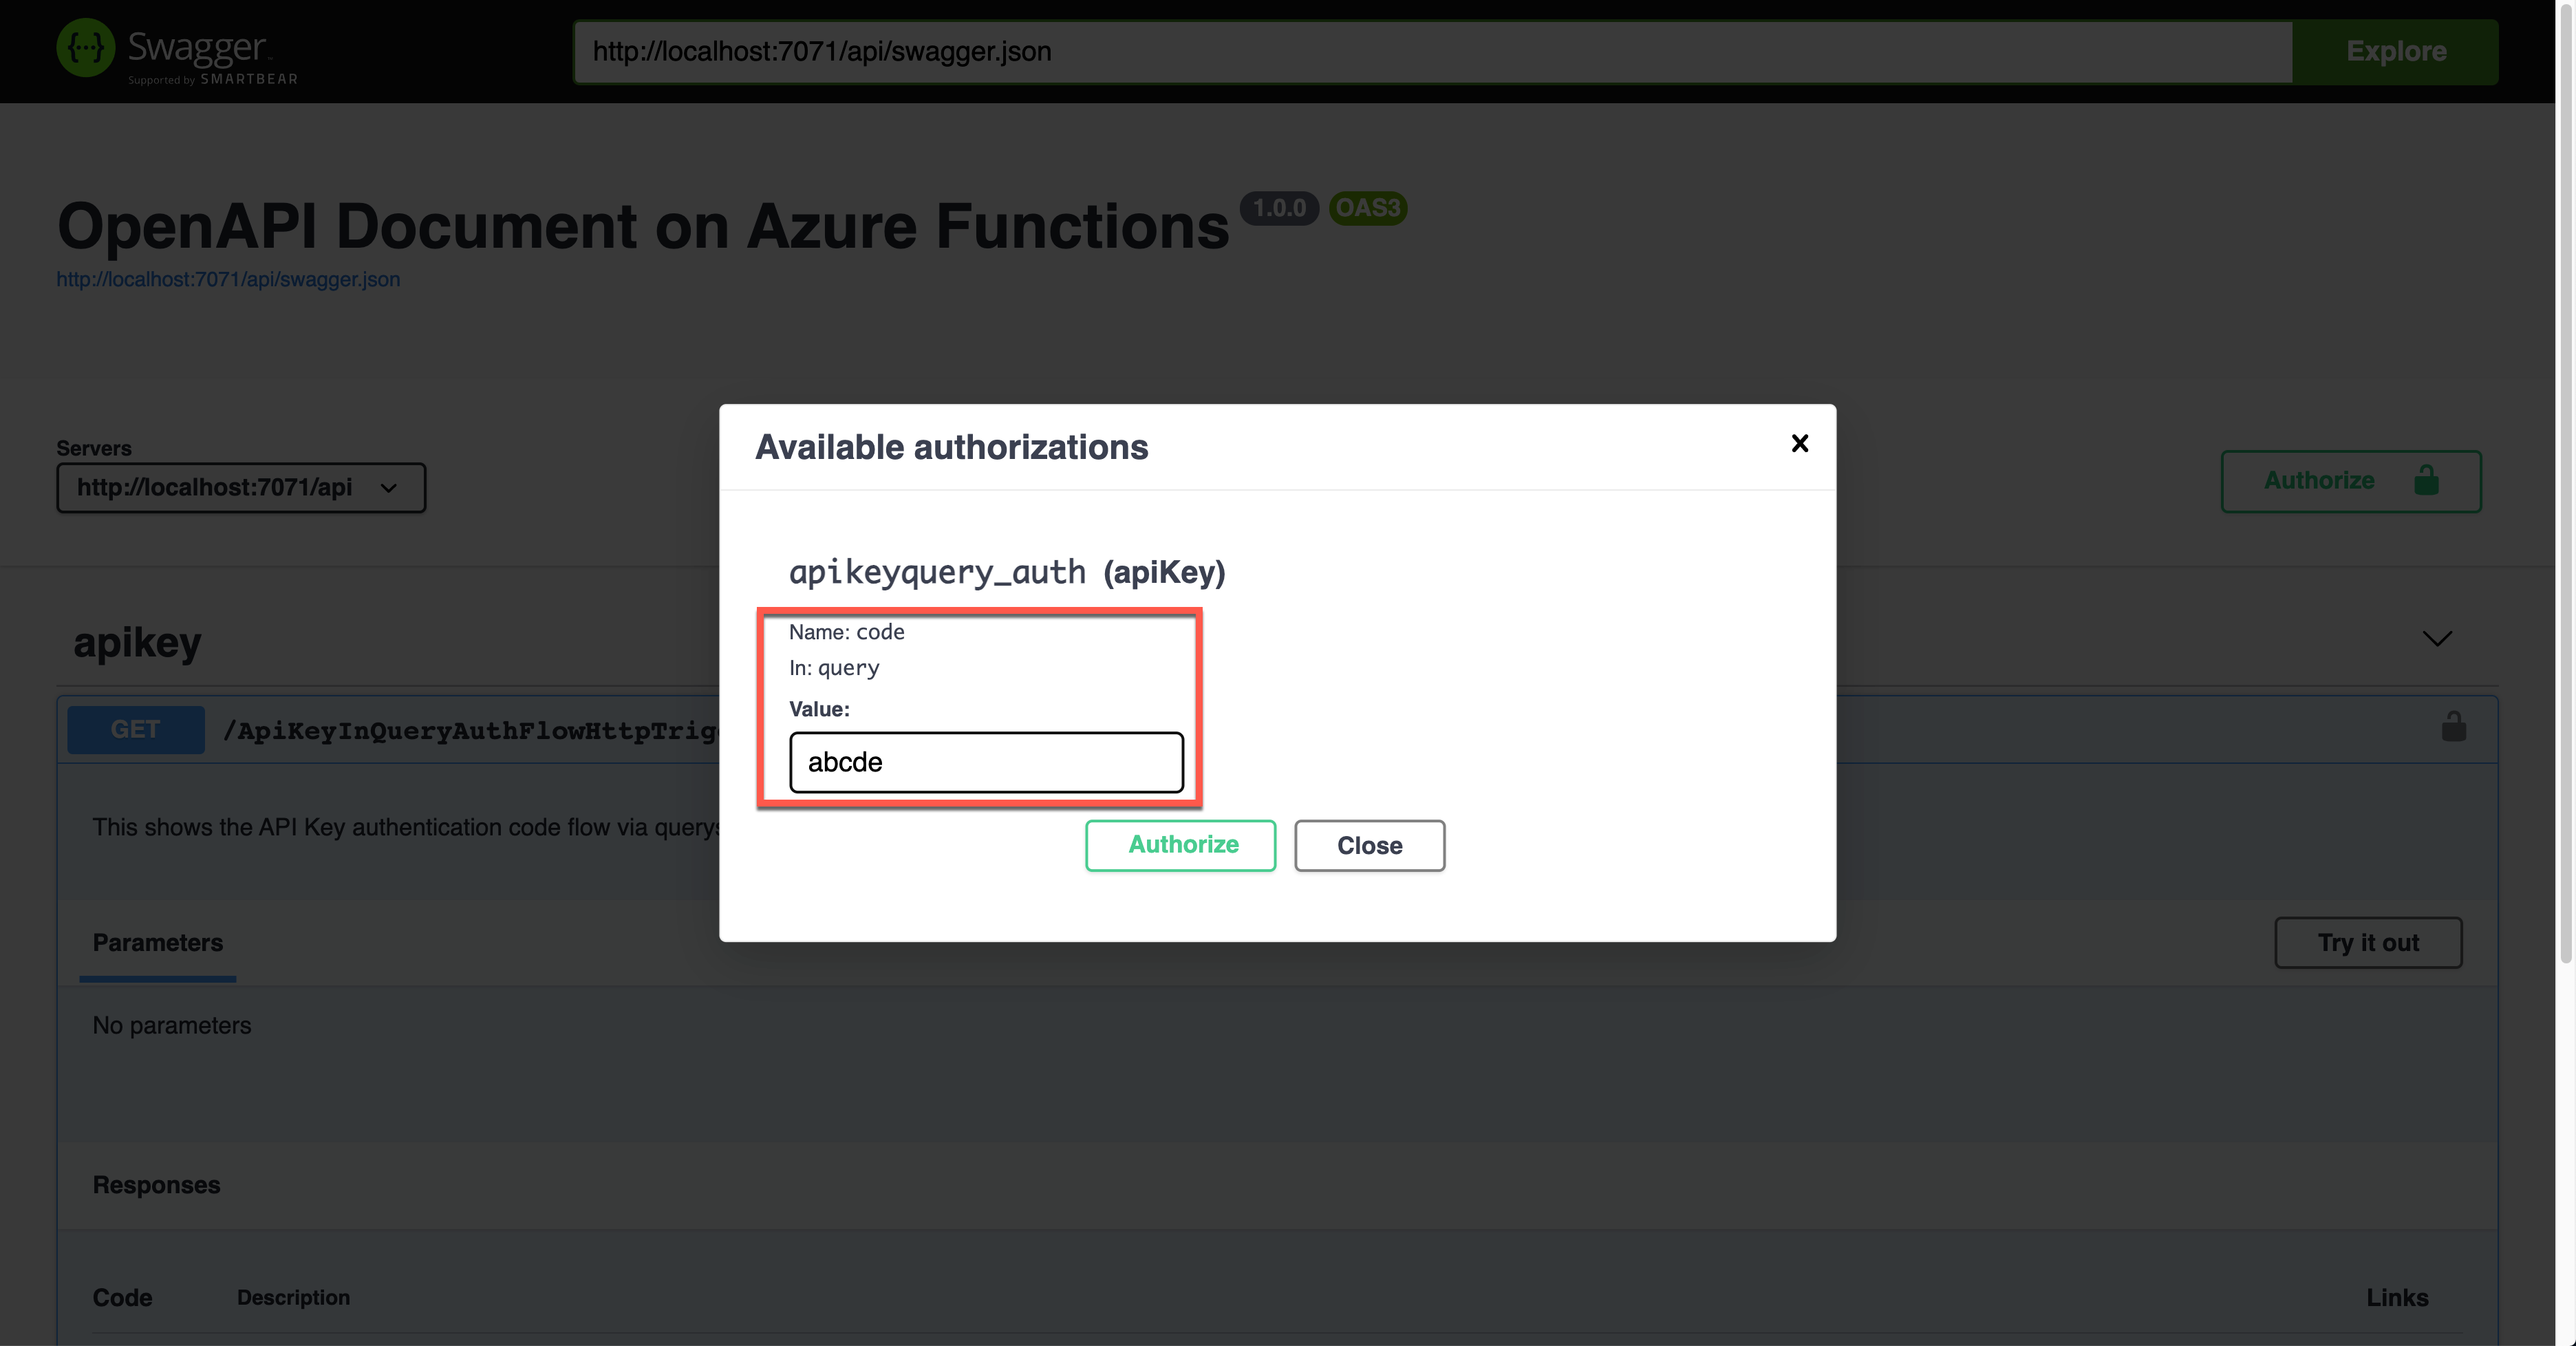 Swagger
Supported by SMARTBEAR
http://localhost:7071/api/swagger.json
Explore
OpenAPI Document on Azure Functions 1.0.0 OAS3
http://localhost:7071/api/swagger.json
Servers
http://localhost:7071/api
Authorize
Available authorizations
apikeyquery_auth (apiKey)
Name: code
In: query
Value:
abcde
Authorize
Close
apikey
GET /ApiKeyInQueryAuthFlowHttpTrig
This shows the API Key authentication code flow via querys
Parameters
Try it out
No parameters
Responses
Code Description Links